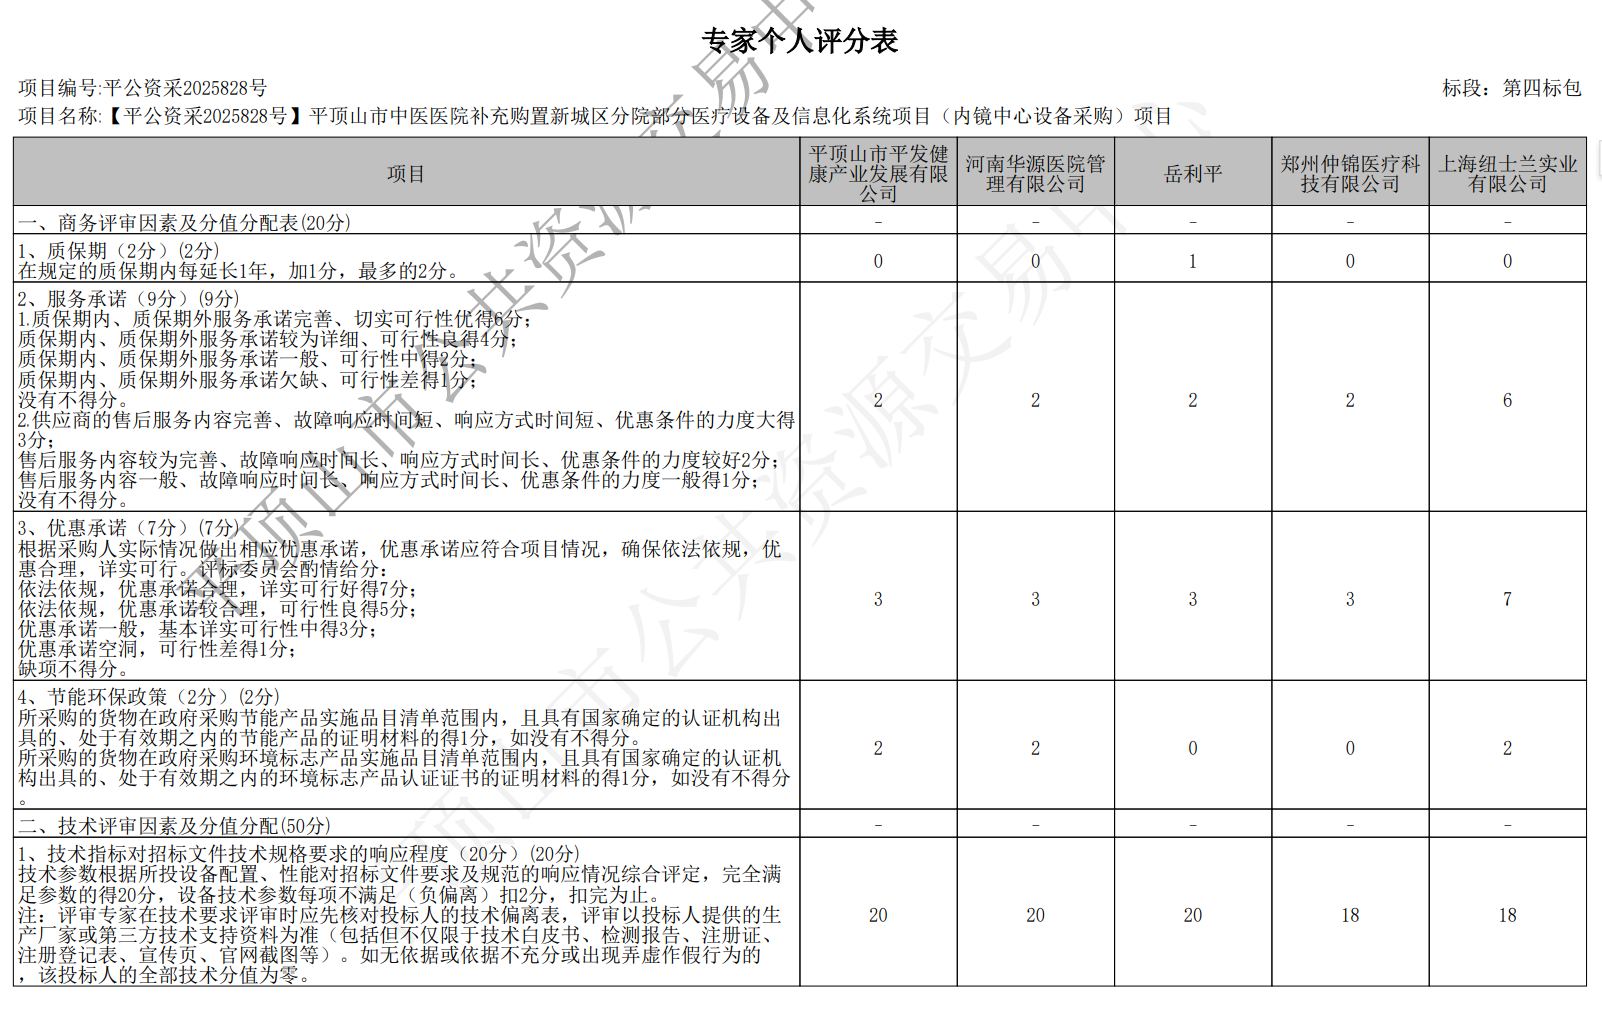 专家个人评分表
项目编号:平公资采2025828号
标段：第四标包
项目名称:【平公资采2025828号】平顶山市中医医院补充购置新城区分院部分医疗设备及信息化系统项目（内镜中心设备采购）项目
项目
平顶山市平发健
康产业发展有限
公司
河南华源医院管
理有限公司
岳利平
郑州仲锦医疗科
技有限公司
上海纽士兰实业
有限公司
一、商务评审因素及分值分配表(20分)
-
-
-
-
-
1、质保期（2分）(2分)
在规定的质保期内每延长1年，加1分，最多的2分。
0
0
1
0
0
2、服务承诺（9分）(9分)
1.质保期内、质保期外服务承诺完善、切实可行性优得6分；
质保期内、质保期外服务承诺较为详细、可行性良得4分；
质保期内、质保期外服务承诺一般、可行性中得2分；
质保期内、质保期外服务承诺欠缺、可行性差得1分；
没有不得分。
2.供应商的售后服务内容完善、故障响应时间短、响应方式时间短、优惠条件的力度大得
3分；
售后服务内容较为完善、故障响应时间长、响应方式时间长、优惠条件的力度较好2分；
售后服务内容一般、故障响应时间长、响应方式时间长、优惠条件的力度一般得1分；
没有不得分。
2
2
2
2
6
3、优惠承诺（7分）(7分)
根据采购人实际情况做出相应优惠承诺，优惠承诺应符合项目情况，确保依法依规，优
惠合理，详实可行。评标委员会酌情给分：
依法依规，优惠承诺合理，详实可行好得7分；
依法依规，优惠承诺较合理，可行性良得5分；
优惠承诺一般，基本详实可行性中得3分；
优惠承诺空洞，可行性差得1分；
缺项不得分。
3
3
3
3
7
4、节能环保政策（2分）(2分)
所采购的货物在政府采购节能产品实施品目清单范围内，且具有国家确定的认证机构出
具的、处于有效期之内的节能产品的证明材料的得1分，如没有不得分。
所采购的货物在政府采购环境标志产品实施品目清单范围内，且具有国家确定的认证机
构出具的、处于有效期之内的环境标志产品认证证书的证明材料的得1分，如没有不得分
。
2
2
0
0
2
二、技术评审因素及分值分配(50分)
-
-
-
-
-
1、技术指标对招标文件技术规格要求的响应程度（20分）(20分)
技术参数根据所投设备配置、性能对招标文件要求及规范的响应情况综合评定，完全满
足参数的得20分，设备技术参数每项不满足（负偏离）扣2分，扣完为止。
注：评审专家在技术要求评审时应先核对投标人的技术偏离表，评审以投标人提供的生
产厂家或第三方技术支持资料为准（包括但不仅限于技术白皮书、检测报告、注册证、
注册登记表、宣传页、官网截图等）。如无依据或依据不充分或出现弄虚作假行为的
，该投标人的全部技术分值为零。
20
20
20
18
18
平顶山市公共资源交易中
顶山市公共资源交易中心